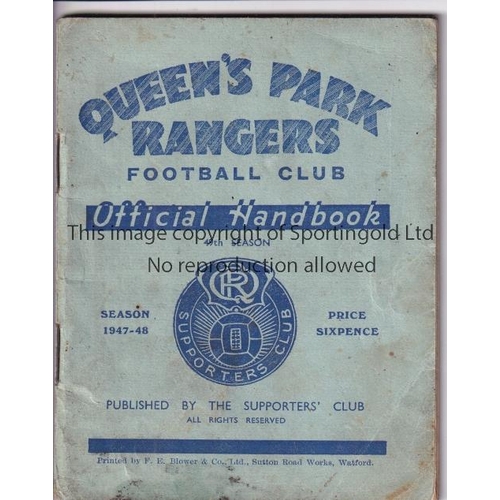 QUEEN'S PARK
RANGERS
FOOTBALL CLUB
Official Handbook
This image copyright of Sportingold Ltd
49th SEASON
No reproduction allowed
SEASON
1947-48
QPR
SUPPORTERS CLUB
PRICE
SIXPENCE
PUBLISHED BY THE SUPPORTERS' CLUB
ALL RIGHTS RESERVED
Printed by F. E. Blower & Co., Ltd., Sutton Road Works, Watford.